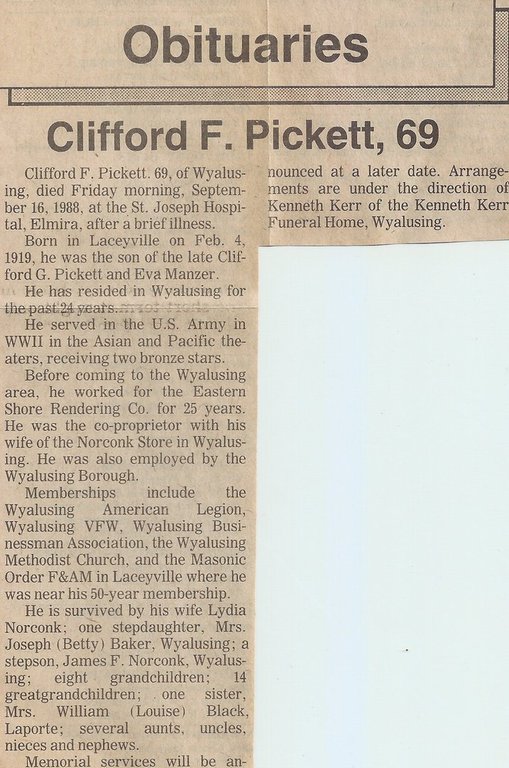 Obituaries
Clifford F. Pickett, 69
Clifford F. Pickett. 69, of Wyalus-
ing, died Friday morning, Septem-
ber 16, 1988, at the St. Joseph Hospi-
tal, Elmira, after a brief illness.
Born in Laceyville on Feb. 4,
1919, he was the son of the late Clif-
ford G. Pickett and Eva Manzer.
He has resided in Wyalusing for
the past 24 years.
He served in the U.S. Army in
WWII in the Asian and Pacific the-
aters, receiving two bronze stars.
Before coming to the Wyalusing
area, he worked for the Eastern
Shore Rendering Co. for 25 years.
He was the co-proprietor with his
wife of the Norconk Store in Wyalus-
ing. He was also employed by the
Wyalusing Borough.
Memberships include the
Wyalusing American Legion,
Wyalusing VFW, Wyalusing Busi-
nessman Association, the Wyalusing
Methodist Church, and the Masonic
Order F&AM in Laceyville where he
was near his 50-year membership.
He is survived by his wife Lydia
Norconk; one stepdaughter, Mrs.
Joseph (Betty) Baker, Wyalusing; a
stepson, James F. Norconk, Wyalus-
ing; eight grandchildren; 14
greatgrandchildren; one sister,
Mrs. William (Louise) Black,
Laporte; several aunts, uncles,
nieces and nephews.
Memorial services will be an-
nounced at a later date. Arrange-
ments are under the direction of
Kenneth Kerr of the Kenneth Kerr
Funeral Home, Wyalusing.